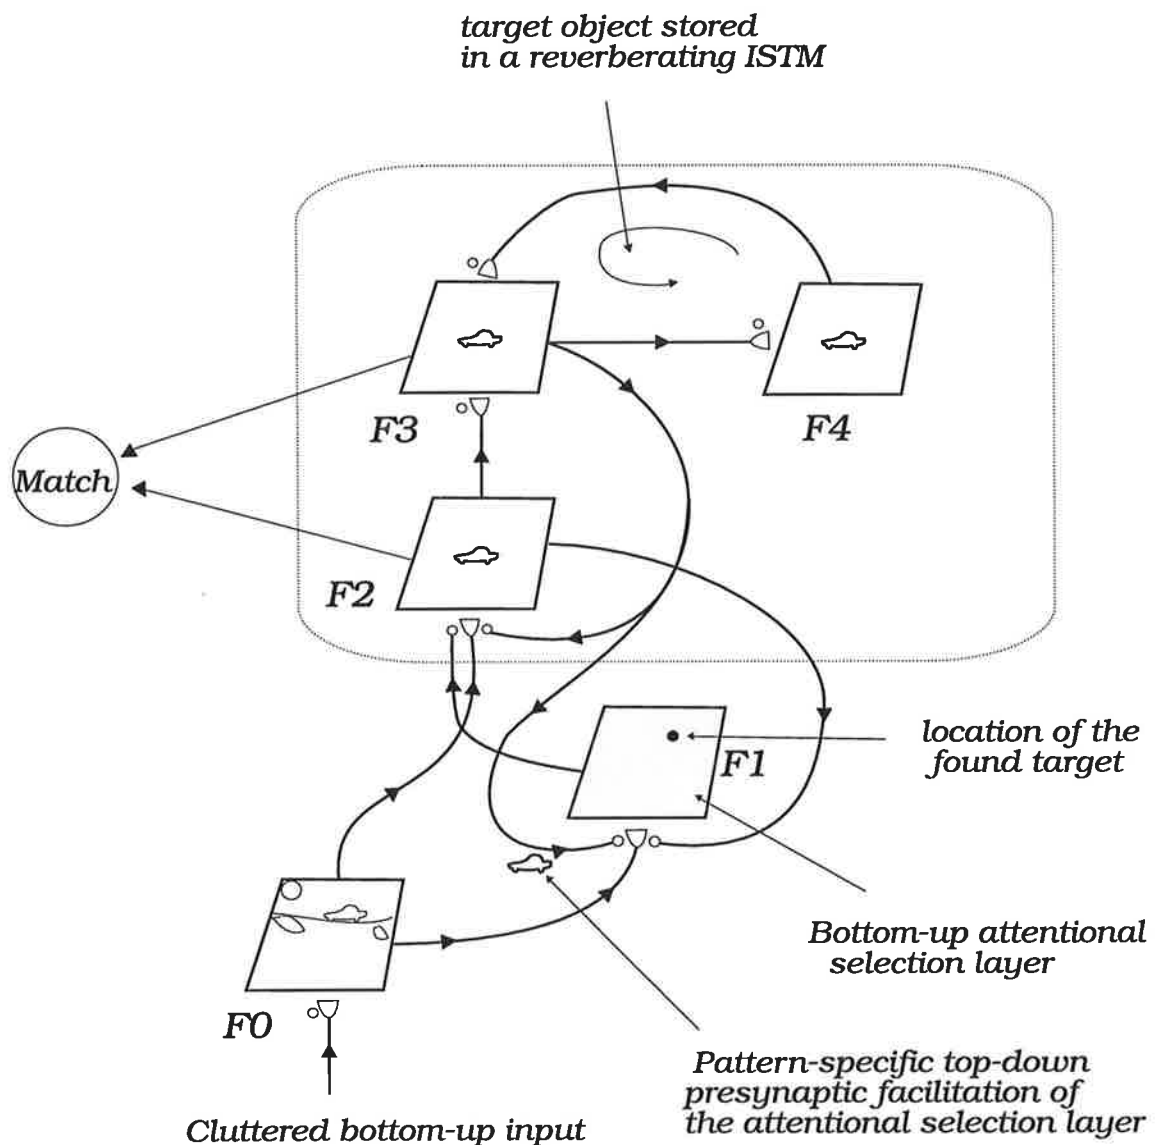 target object stored
in a reverberating ISTM
F3
F4
Match
F2
F1
location of the
found target
Bottom-up attentional
selection layer
F0
Pattern-specific top-down
presynaptic facilitation of
the attentional selection layer
Cluttered bottom-up input